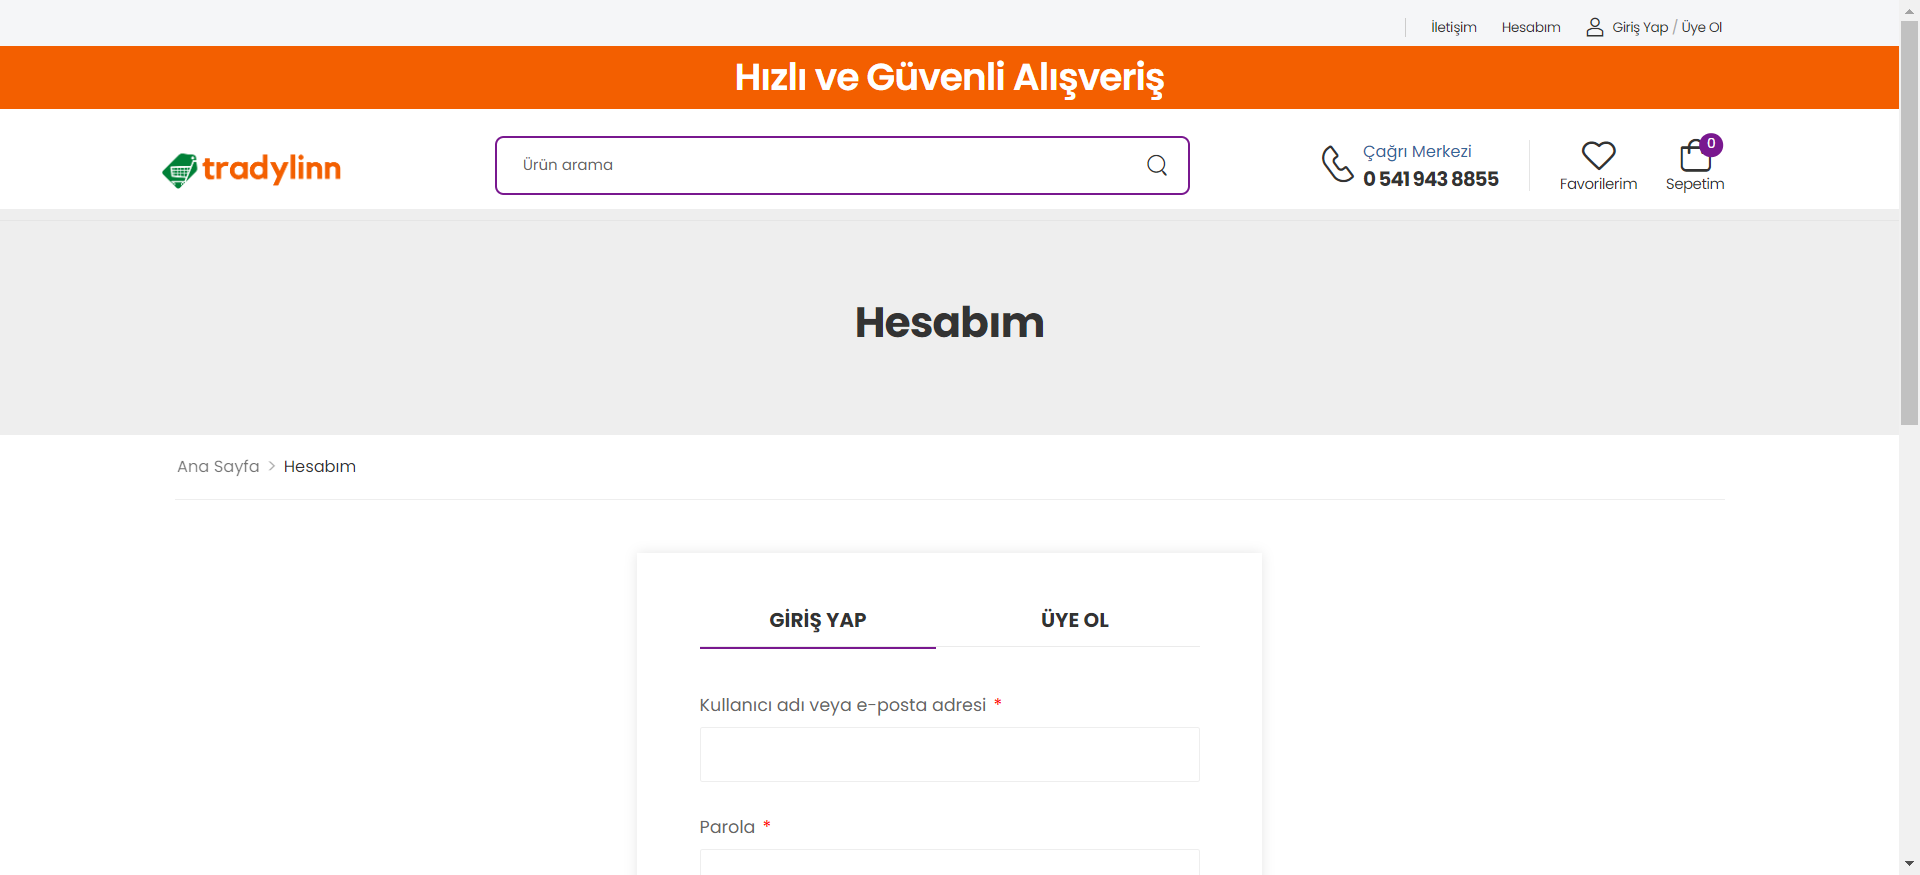 İletişim Hesabım Giriş Yap / Üye Ol
Hızlı ve Güvenli Alışveriş
tradylinn
Ürün arama
Çağrı Merkezi
0 541 943 8855
Favorilerim
0
Sepetim
Hesabım
Ana Sayfa > Hesabım
GİRİŞ YAP ÜYE OL
Kullanıcı adı veya e-posta adresi *
Parola *